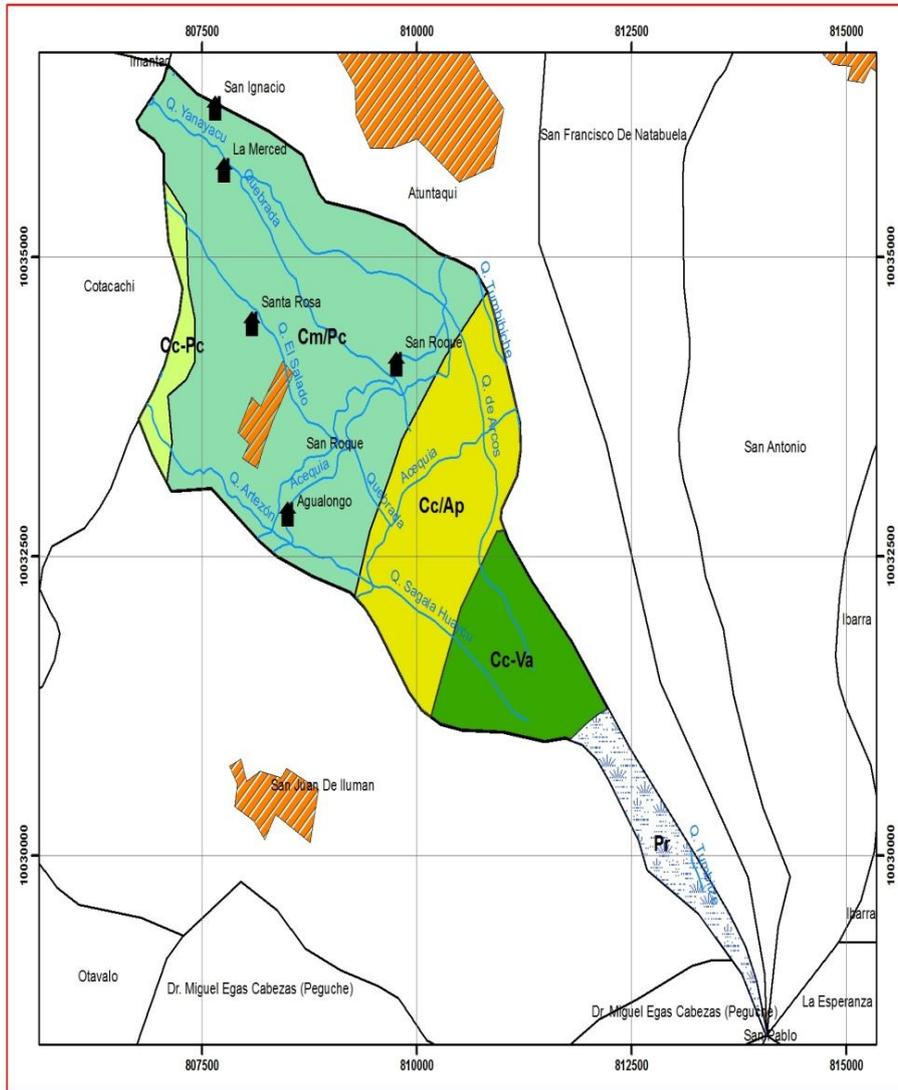 807500 810000 812500 815000
Imantag
San Ignacio
Q. Yanayacu
San Francisco De Natabuela
La Merced
Quebrada
Atuntaqui
10035000 10035000
Q. Tumbibiche
Cotacachi
Santa Rosa
Cc-Pc
Cm/Pc
San Roque
Q. El Salado
Q. de Arcos
San Roque
San Antonio
Acequia
Acequia
Q. Artezón
Quebrada
Agualongo
Cc/Ap
10032500 10032500
Q. Sagala Huaycu
Ibarra
Cc-Va
San Juan De Iluman
10030000 10030000
Pr
Ibarra
Otavalo
Dr. Miguel Egas Cabezas (Peguche)
Dr. Miguel Egas Cabezas (Peguche)
La Esperanza
San Pablo
807500 810000 812500 815000